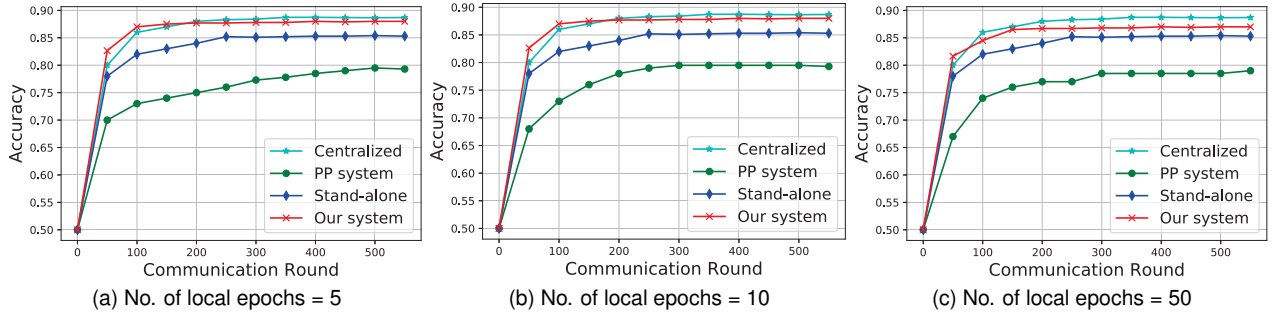 0.90
0.85
0.80
0.75
0.70
0.65
0.60
0.55
0.50
Accuracy
Centralized
PP system
Stand-alone
Our system
0 100 200 300 400 500
Communication Round
(a) No. of local epochs = 5
0.90
0.85
0.80
0.75
0.70
0.65
0.60
0.55
0.50
Accuracy
Centralized
PP system
Stand-alone
Our system
0 100 200 300 400 500
Communication Round
(b) No. of local epochs = 10
0.90
0.85
0.80
0.75
0.70
0.65
0.60
0.55
0.50
Accuracy
Centralized
PP system
Stand-alone
Our system
0 100 200 300 400 500
Communication Round
(c) No. of local epochs = 50